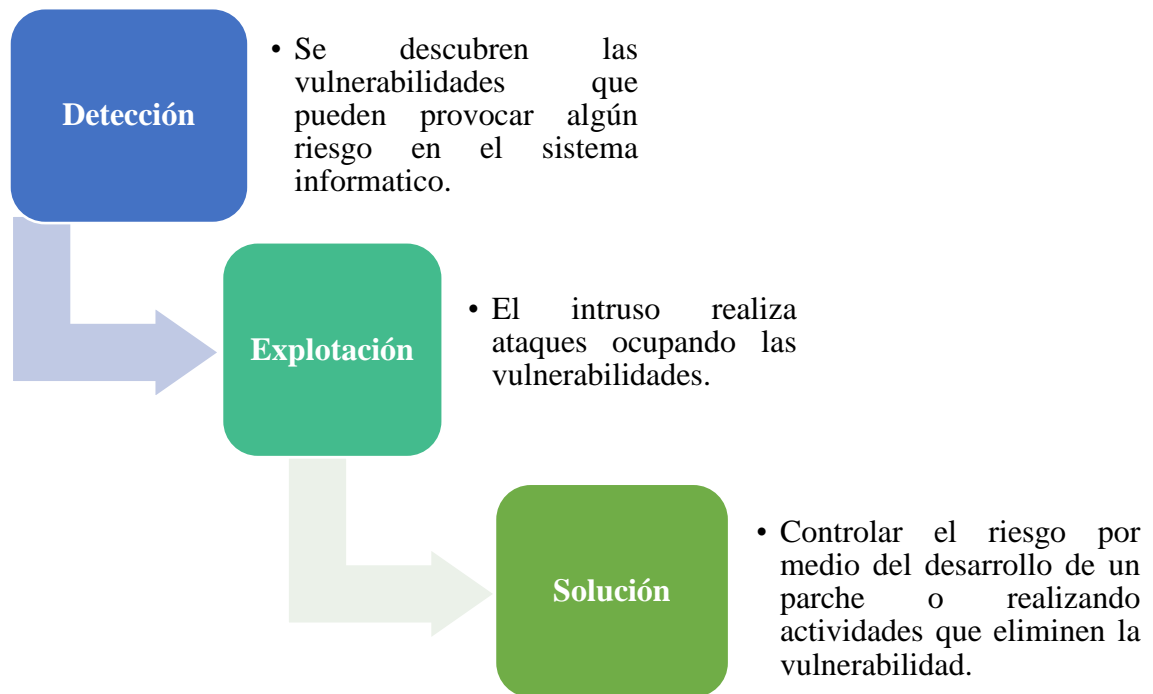 Detección
• Se descubren las
vulnerabilidades que
pueden provocar algún
riesgo en el sistema
informatico.
Explotación
• El intruso realiza
ataques ocupando las
vulnerabilidades.
Solución
• Controlar el riesgo por
medio del desarrollo de un
parche o realizando
actividades que eliminen la
vulnerabilidad.